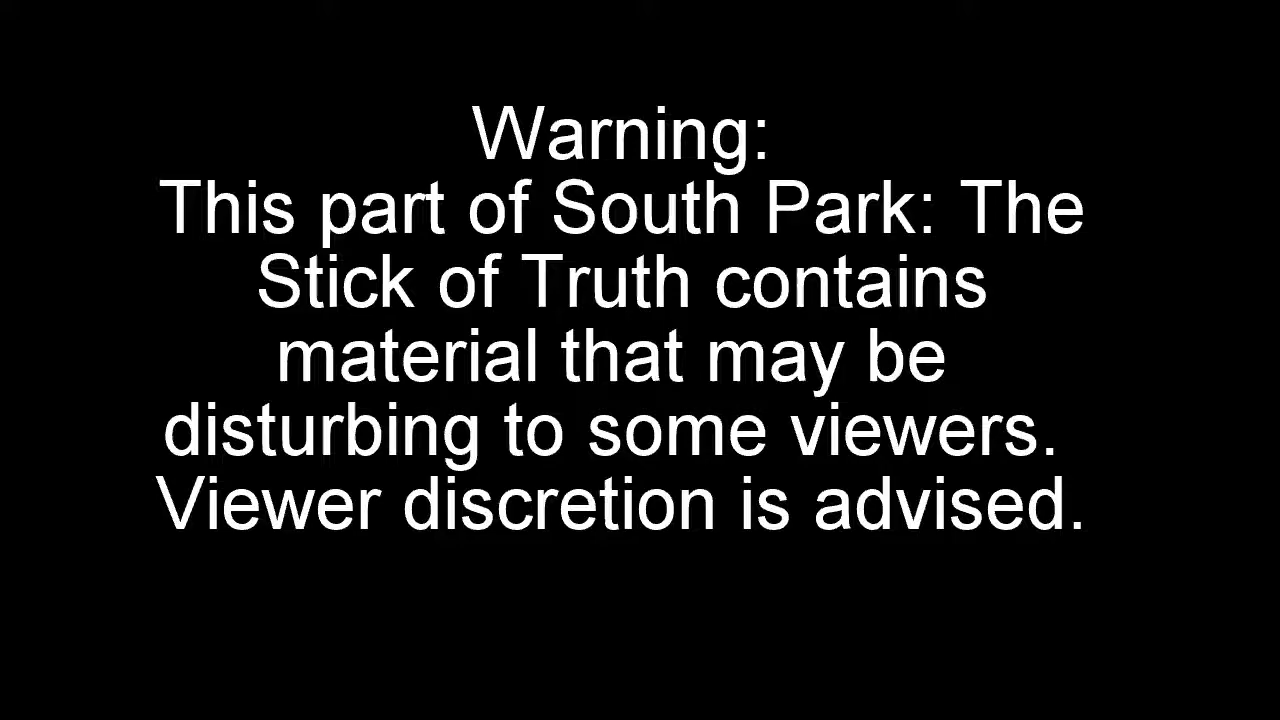 Warning:
This part of South Park: The
Stick of Truth contains
material that may be
disturbing to some viewers.
Viewer discretion is advised.